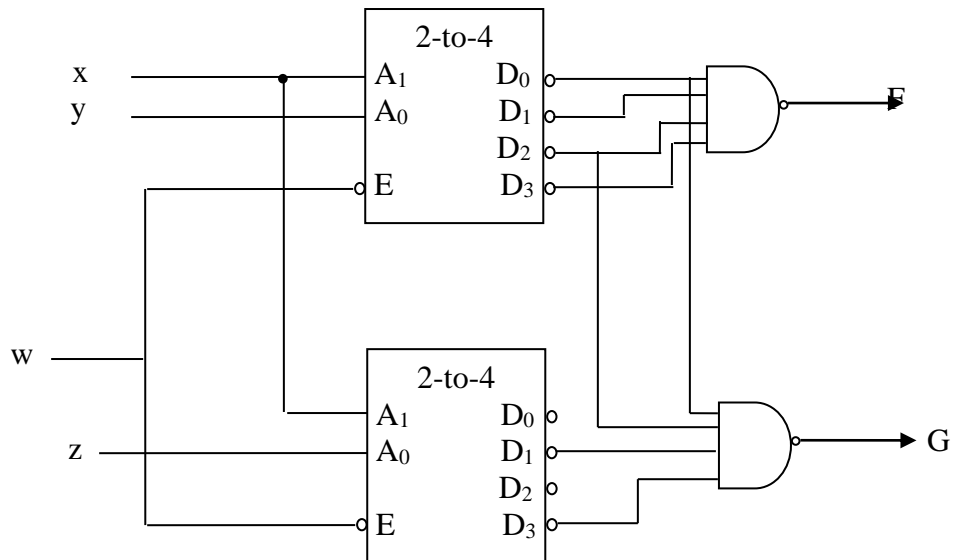 2-to-4
x
A₁
D₀
y
A₀
D₁
D₂
E
D₃
F
w
2-to-4
A₁
D₀
z
A₀
D₁
D₂
E
D₃
G